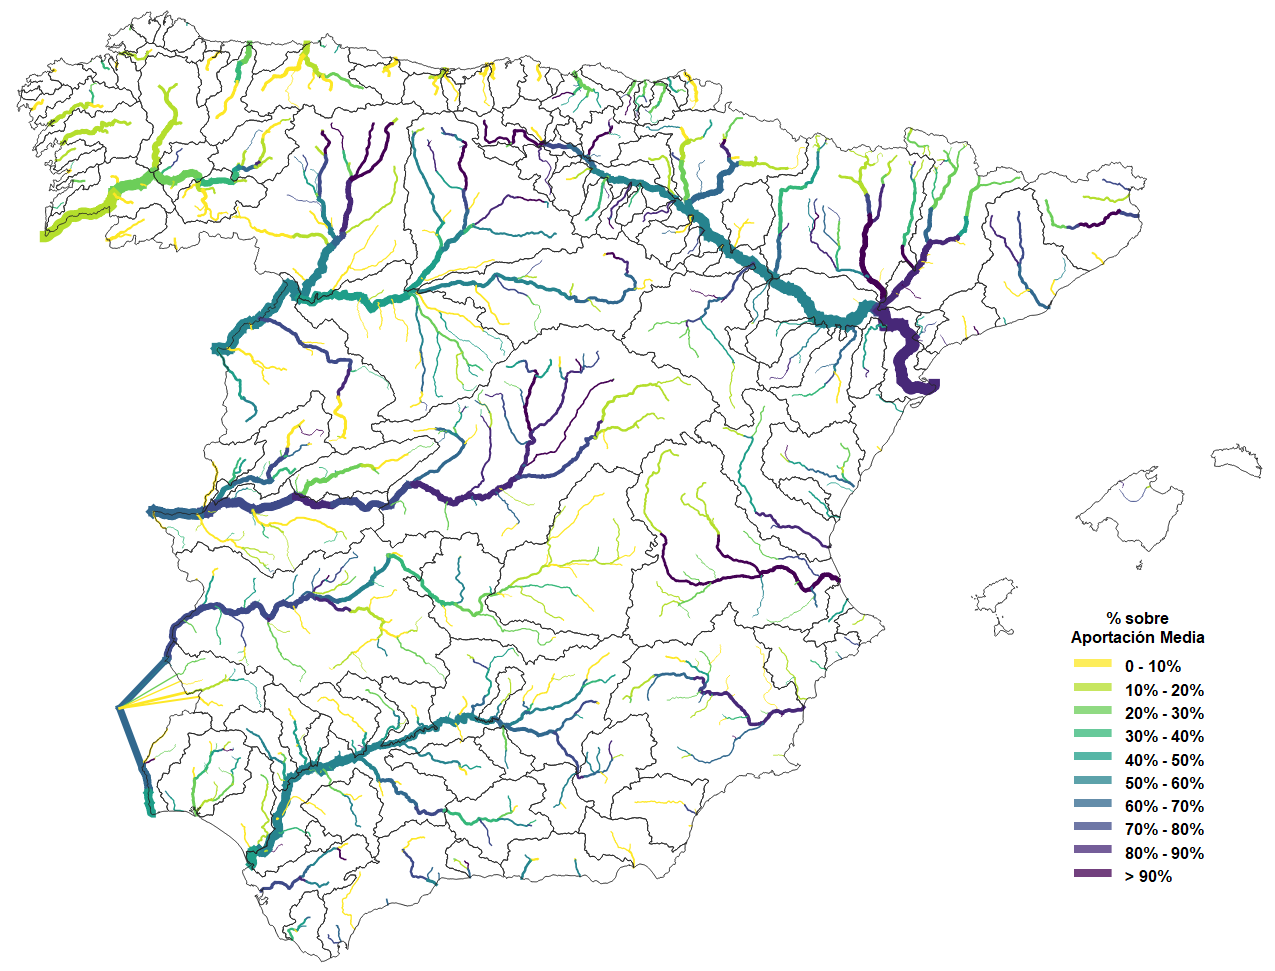 % sobre
Aportación Media
0 - 10%
10% - 20%
20% - 30%
30% - 40%
40% - 50%
50% - 60%
60% - 70%
70% - 80%
80% - 90%
> 90%